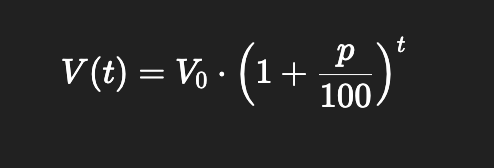 V(t) = V₀ · (1 + p/100)ᵗ